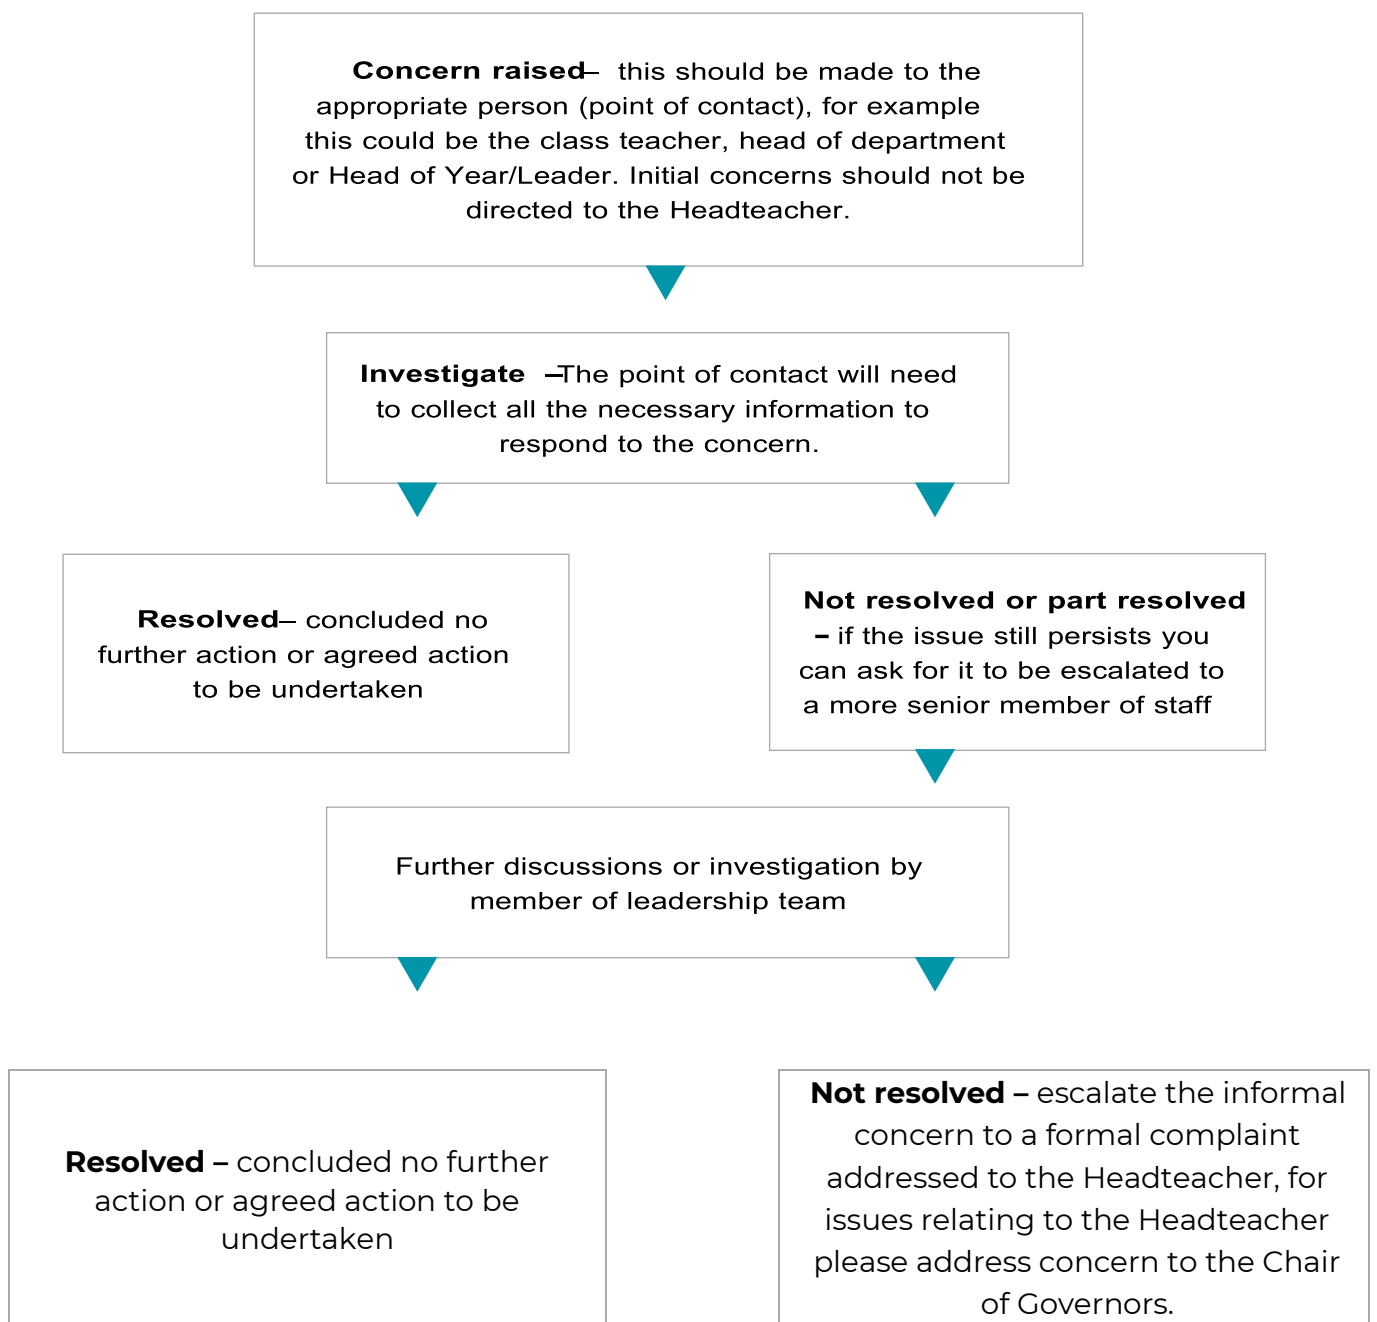 Concern raised– this should be made to the
appropriate person (point of contact), for example
this could be the class teacher, head of department
or Head of Year/Leader. Initial concerns should not be
directed to the Headteacher.
Investigate –The point of contact will need
to collect all the necessary information to
respond to the concern.
Resolved– concluded no
further action or agreed action
to be undertaken
Not resolved or part resolved
– if the issue still persists you
can ask for it to be escalated to
a more senior member of staff
Further discussions or investigation by
member of leadership team
Resolved – concluded no further
action or agreed action to be
undertaken
Not resolved – escalate the informal
concern to a formal complaint
addressed to the Headteacher, for
issues relating to the Headteacher
please address concern to the Chair
of Governors.